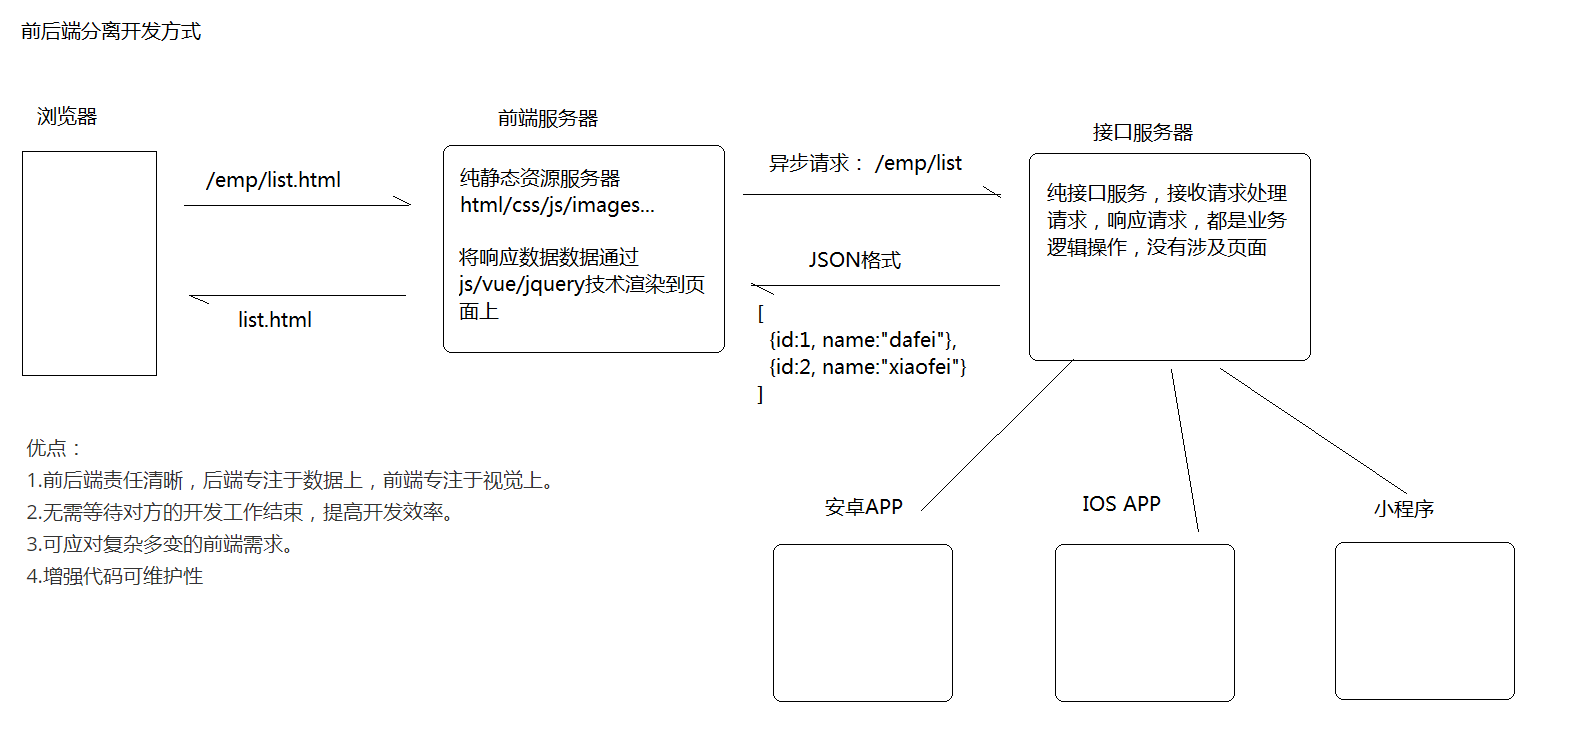 前后端分离开发方式
浏览器
前端服务器
接口服务器
/emp/list.html
list.html
纯静态资源服务器
html/css/js/images...
将响应数据数据通过
js/vue/jquery技术渲染到页
面上
异步请求： /emp/list
JSON格式
[
{id:1, name:"dafei"},
{id:2, name:"xiaofei"}
]
纯接口服务，接收请求处理
请求，响应请求，都是业务
逻辑操作，没有涉及页面
优点：
1.前后端责任清晰，后端专注于数据上，前端专注于视觉上。
2.无需等待对方的开发工作结束，提高开发效率。
3.可应对复杂多变的前端需求。
4.增强代码可维护性
安卓APP
IOS APP
小程序